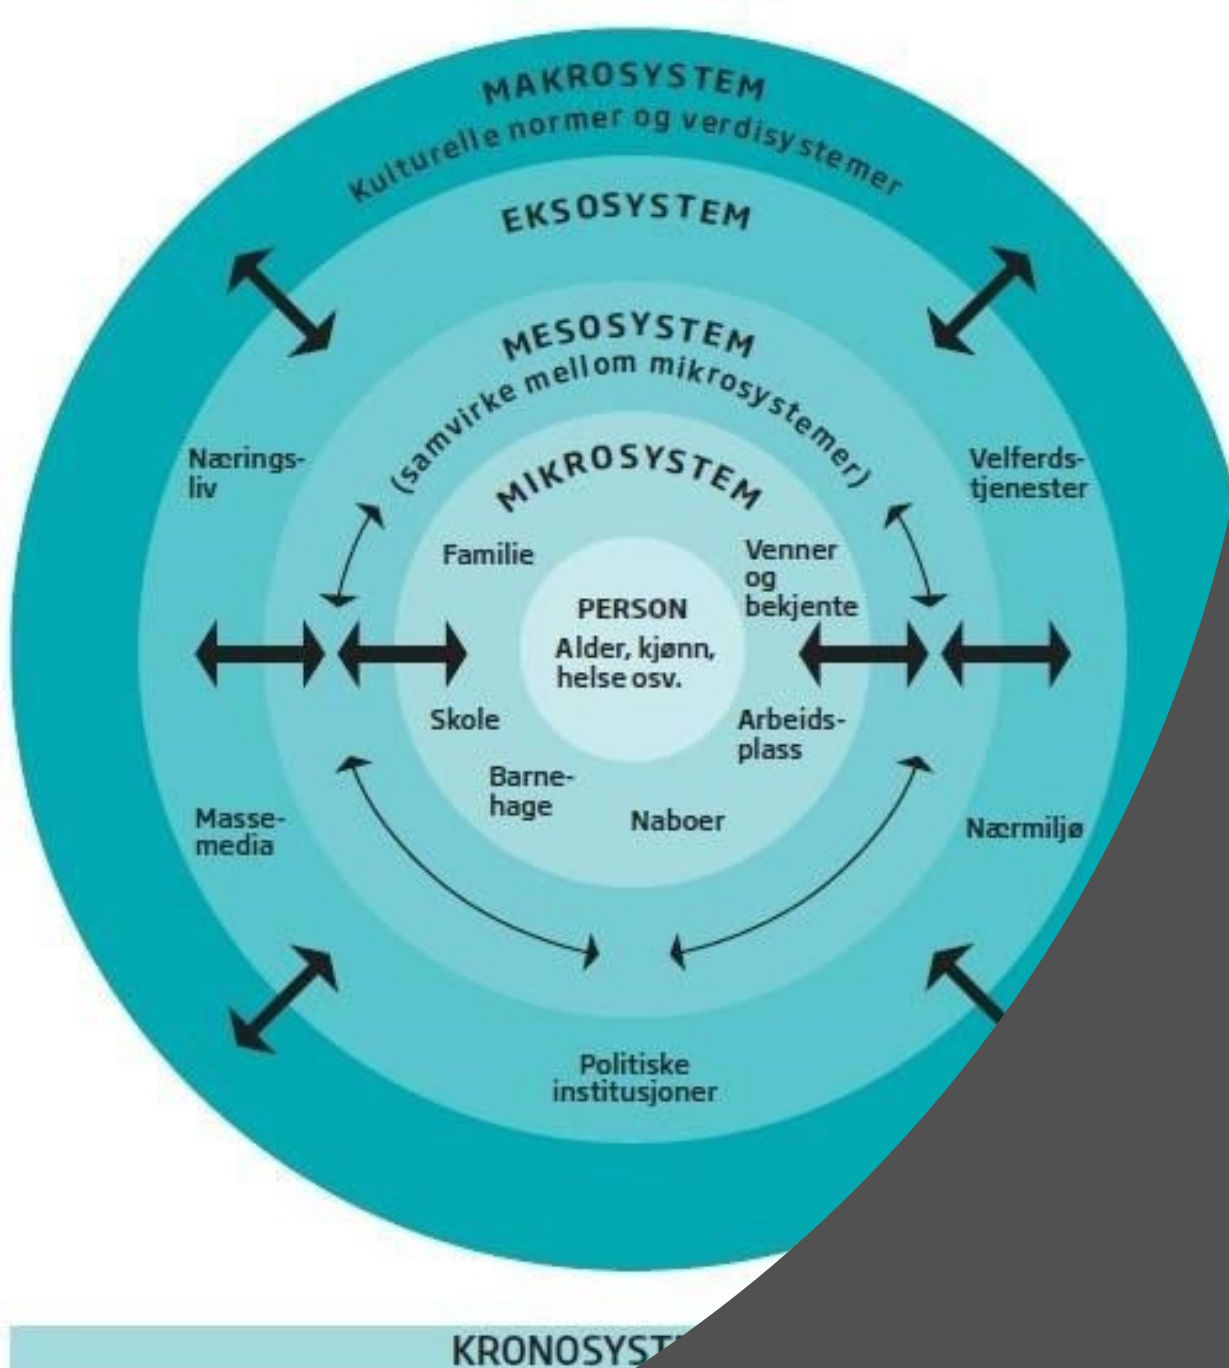 MAKROSYSTEM
Kulturelle normer og verdisystemer
EKSOSYSTEM
MESOSYSTEM
(samvirke mellom mikrosystemer)
MIKROSYSTEM
Nærings-
liv
Velferds-
tjenester
Familie
Venner
og
bekjente
PERSON
Alder, kjønn,
helse osv.
Skole
Arbeids-
plass
Barne-
hage
Naboer
Masse-
media
Nærmiljø
Politiske
institusjoner
KRONOSYST